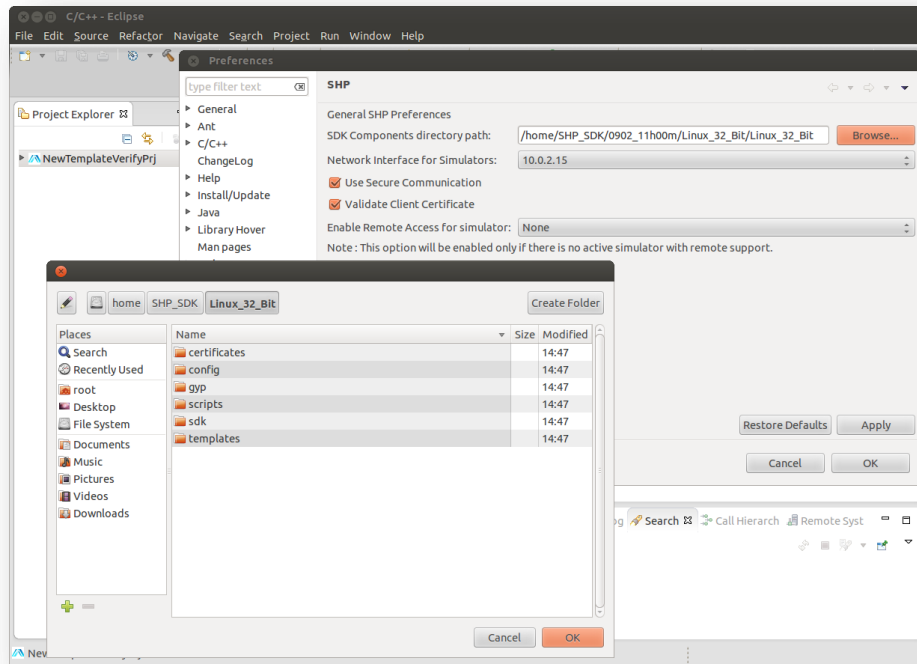 C/C++ - Eclipse
File Edit Source Refactor Navigate Search Project Run Window Help
Preferences
type filter text
SHP
General
Ant
C/C++
ChangeLog
Help
Install/Update
Java
Library Hover
Man pages
Project Explorer
NewTemplateVerifyPrj
General SHP Preferences
SDK Components directory path: /home/SHP_SDK/0902_11h00m/Linux_32_Bit/Linux_32_Bit Browse...
Network Interface for Simulators: 10.0.2.15
Use Secure Communication
Validate Client Certificate
Enable Remote Access for simulator: None
Note : This option will be enabled only if there is no active simulator with remote support.
home SHP_SDK Linux_32_Bit Create Folder
Places
Search
Recently Used
root
Desktop
File System
Documents
Music
Pictures
Videos
Downloads
Name Size Modified
certificates 14:47
config 14:47
gyp 14:47
scripts 14:47
sdk 14:47
templates 14:47
Cancel OK
Restore Defaults Apply
Cancel OK
Search Call Hierarch Remote Syst
New